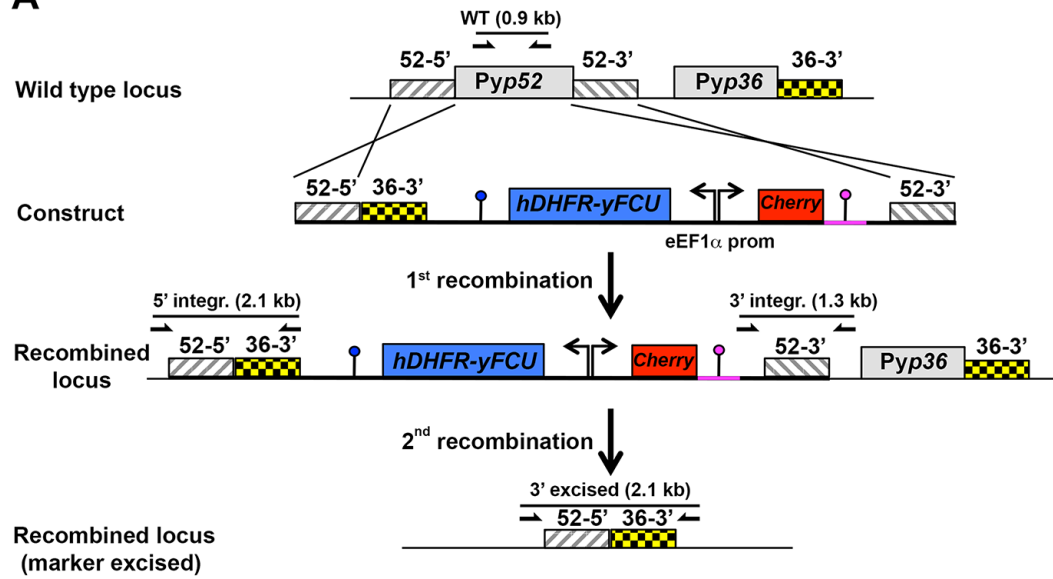 A
WT (0.9 kb)
52-5’ 52-3’ 36-3’
Wild type locus Pyp52 Pyp36
52-5’ 36-3’ 52-3’
Construct hDHFR-yFCU Cherry
eEF1α prom
1st recombination
5’ integr. (2.1 kb) 3’ integr. (1.3 kb)
52-5’ 36-3’ 52-3’ 36-3’
Recombined hDHFR-yFCU Cherry Pyp36
locus
2nd recombination
3’ excised (2.1 kb)
52-5’ 36-3’
Recombined locus
(marker excised)